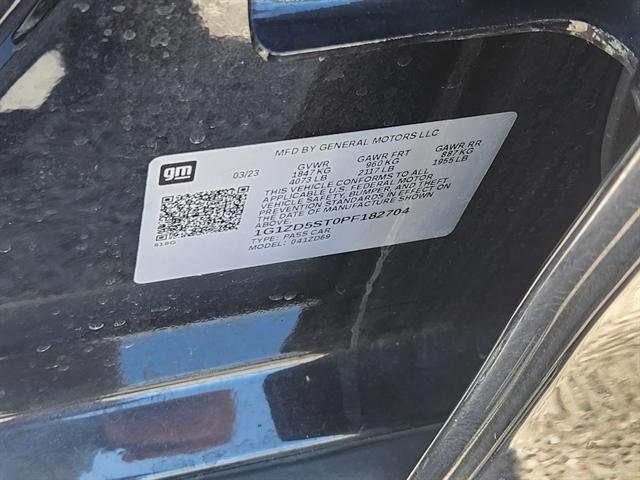 gm
MFD BY GENERAL MOTORS LLC
03/23 GVWR GAWR FRT GAWR RR
1847 KG 960 KG 887 KG
4073 LB 2117 LB 1955 LB
THIS VEHICLE CONFORMS TO ALL
APPLICABLE U.S. FEDERAL MOTOR
VEHICLE SAFETY, BUMPER, AND THEFT
PREVENTION STANDARDS IN EFFECT ON
THE DATE OF MANUFACTURE SHOWN
ABOVE.
1G1ZD5ST0PF182704
TYPE: PASS CAR
MODEL: 041ZD69